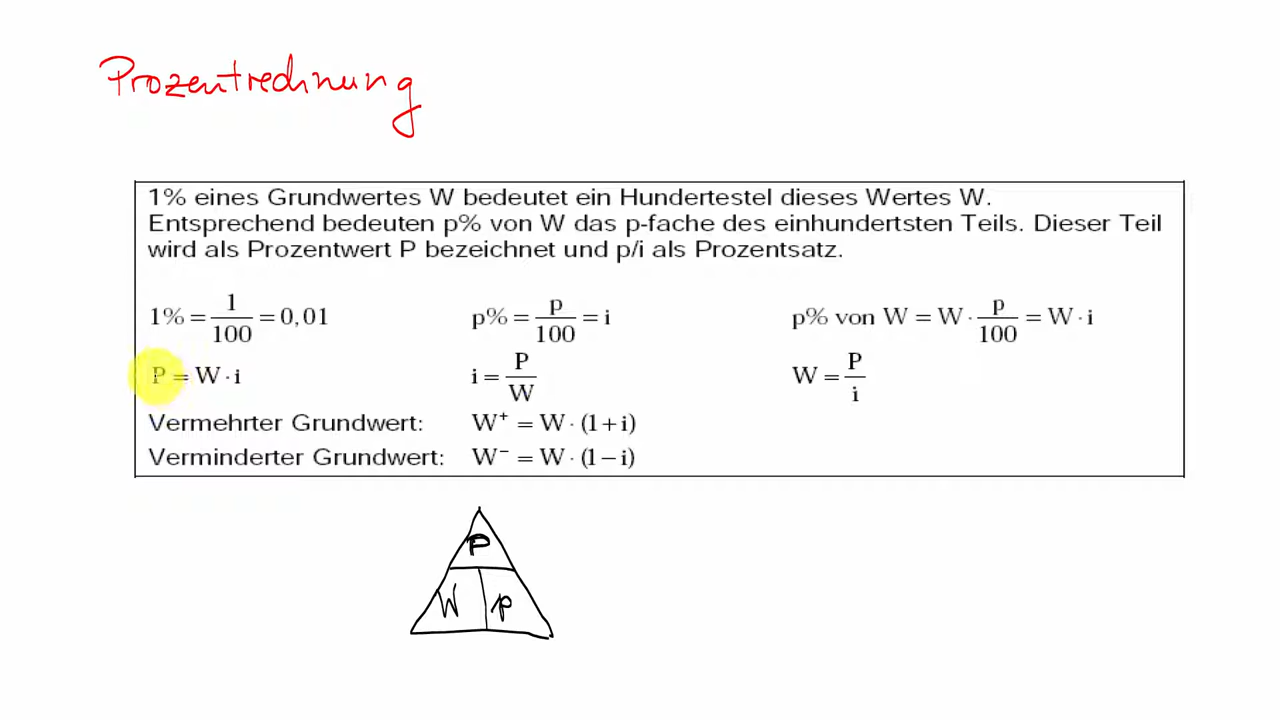 Prozentrechnung
1% eines Grundwertes W bedeutet ein Hundertestel dieses Wertes W.
Entsprechend bedeuten p% von W das p-fache des einhundertsten Teils. Dieser Teil
wird als Prozentwert P bezeichnet und p/i als Prozentsatz.
1% = 1/100 = 0,01 p% = p/100 = i p% von W = W · p/100 = W · i
P = W · i i = P/W W = P/i
Vermehrter Grundwert: W⁺ = W · (1 + i)
Verminderter Grundwert: W⁻ = W · (1 − i)
P
W p